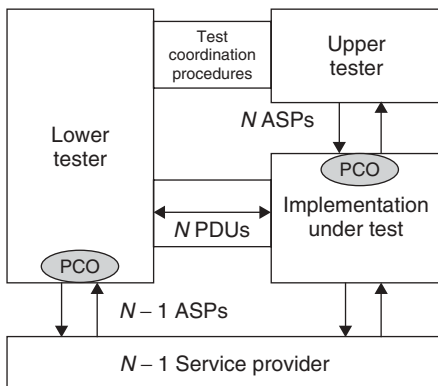 Test
coordination
procedures
Upper
tester
N ASPs
Lower
tester
PCO
Implementation
under test
N PDUs
PCO
N – 1 ASPs
N – 1 Service provider